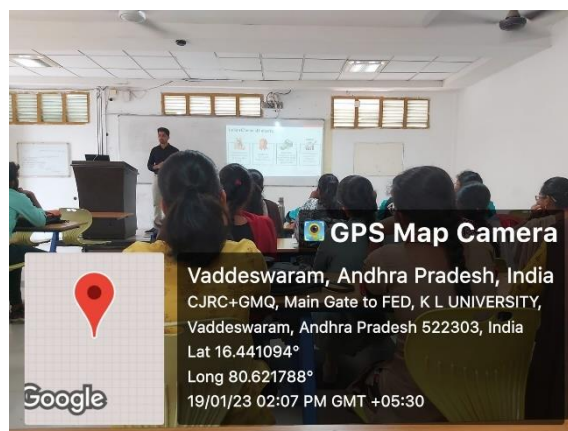 GPS Map Camera
Vaddeswaram, Andhra Pradesh, India
CJRC+GMQ, Main Gate to FED, K L UNIVERSITY,
Vaddeswaram, Andhra Pradesh 522303, India
Lat 16.441094°
Long 80.621788°
19/01/23 02:07 PM GMT +05:30
Google